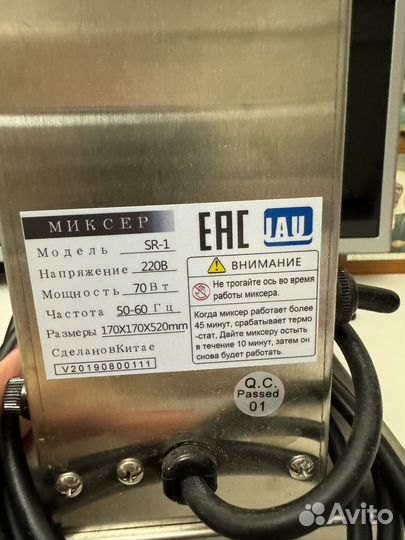 МИКСЕР
Модель SR-1
Напряжение 220В
Мощность 70Вт
Частота 50-60Гц
Размеры 170X170X520mm
СделановКитае
V20190800111
EAC JAU
ВНИМАНИЕ
Не трогайте ось во время
работы миксера.
Когда миксер работает более
45 минут, срабатывает термо
-стат. Дайте миксеру остыть
в течение 10 минут, затем он
снова будет работать.
Q.C.
Passed
01
Avito